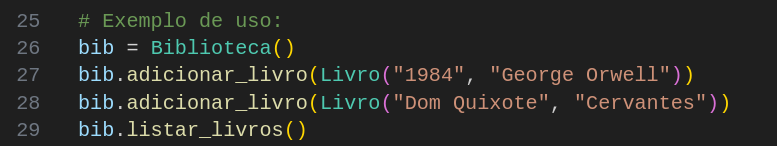 25 # Exemplo de uso:
26 bib = Biblioteca()
27 bib.adicionar_livro(Livro("1984", "George Orwell"))
28 bib.adicionar_livro(Livro("Dom Quixote", "Cervantes"))
29 bib.listar_livros()